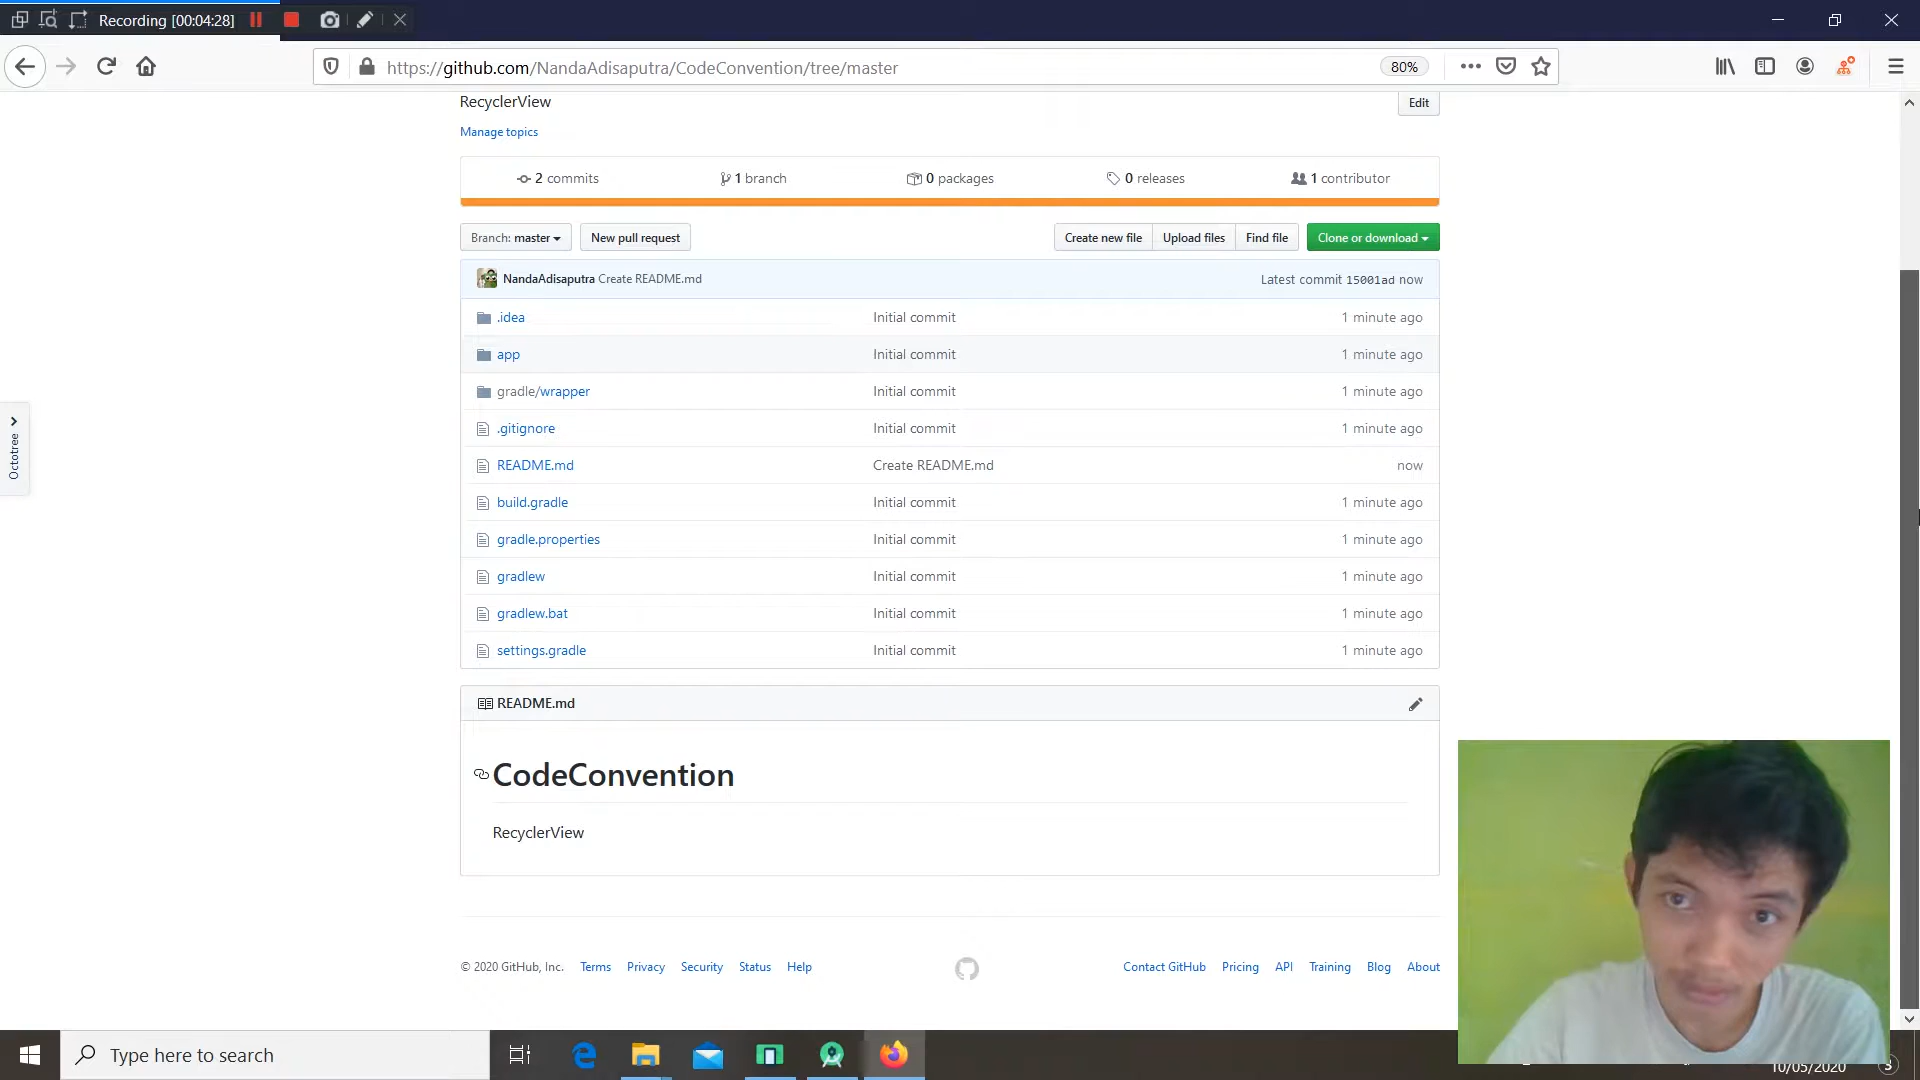 Recording [00:04:28]
https://github.com/NandaAdisaputra/CodeConvention/tree/master
80%
RecyclerView
Edit
Manage topics
2 commits
1 branch
0 packages
0 releases
1 contributor
Branch: master
New pull request
Create new file
Upload files
Find file
Clone or download
NandaAdisaputra Create README.md
Latest commit 15001ad now
.idea
Initial commit
1 minute ago
app
Initial commit
1 minute ago
gradle/wrapper
Initial commit
1 minute ago
.gitignore
Initial commit
1 minute ago
README.md
Create README.md
now
build.gradle
Initial commit
1 minute ago
gradle.properties
Initial commit
1 minute ago
gradlew
Initial commit
1 minute ago
gradlew.bat
Initial commit
1 minute ago
settings.gradle
Initial commit
1 minute ago
Octotree
README.md
CodeConvention
RecyclerView
© 2020 GitHub, Inc.
Terms
Privacy
Security
Status
Help
Contact GitHub
Pricing
API
Training
Blog
About
Type here to search
10/05/2020
3